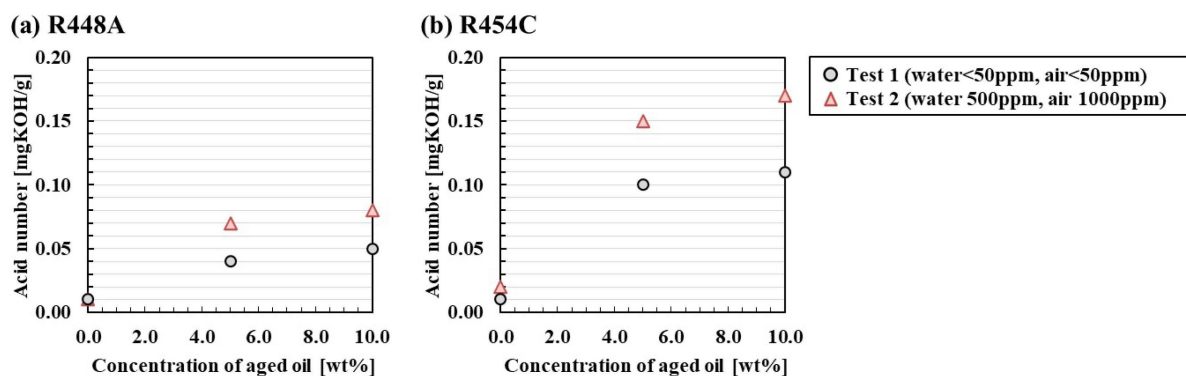 (a) R448A
0.20
0.15
0.10
0.05
0.00
Acid number [mgKOH/g]
0.0 2.0 4.0 6.0 8.0 10.0
Concentration of aged oil [wt%]
(b) R454C
0.20
0.15
0.10
0.05
0.00
Acid number [mgKOH/g]
0.0 2.0 4.0 6.0 8.0 10.0
Concentration of aged oil [wt%]
Test 1 (water<50ppm, air<50ppm)
Test 2 (water 500ppm, air 1000ppm)